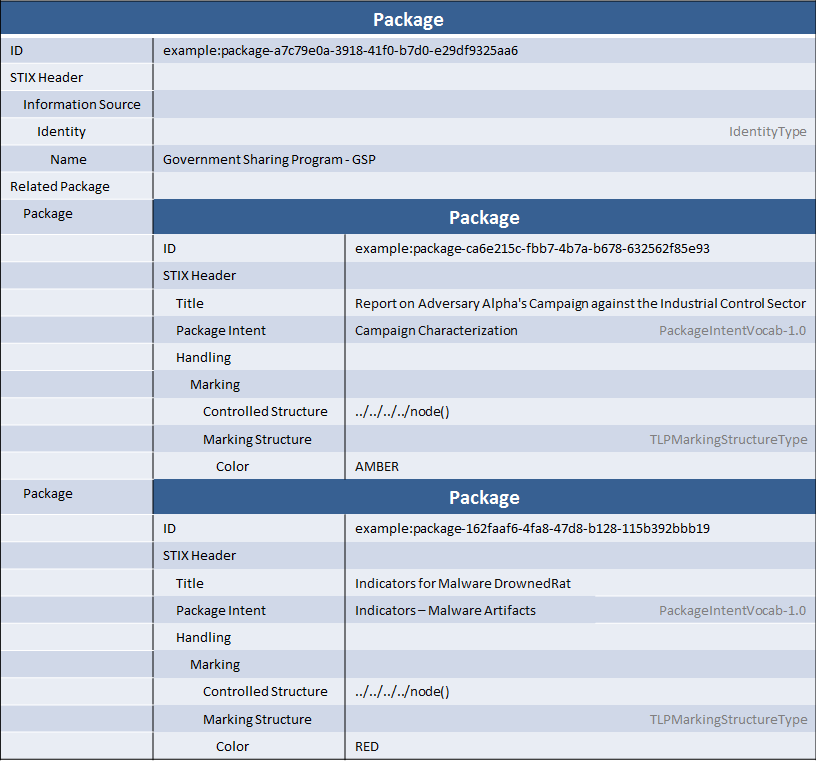 Package
ID example:package-a7c79e0a-3918-41f0-b7d0-e29df9325aa6
STIX Header
Information Source
Identity IdentityType
Name Government Sharing Program - GSP
Related Package
Package Package
ID example:package-ca6e215c-fbb7-4b7a-b678-632562f85e93
STIX Header
Title Report on Adversary Alpha's Campaign against the Industrial Control Sector
Package Intent Campaign Characterization PackageIntentVocab-1.0
Handling
Marking
Controlled Structure ../../../../node()
Marking Structure TLPMarkingStructureType
Color AMBER
Package Package
ID example:package-162faaf6-4fa8-47d8-b128-115b392bbb19
STIX Header
Title Indicators for Malware DrownedRat
Package Intent Indicators – Malware Artifacts PackageIntentVocab-1.0
Handling
Marking
Controlled Structure ../../../../node()
Marking Structure TLPMarkingStructureType
Color RED